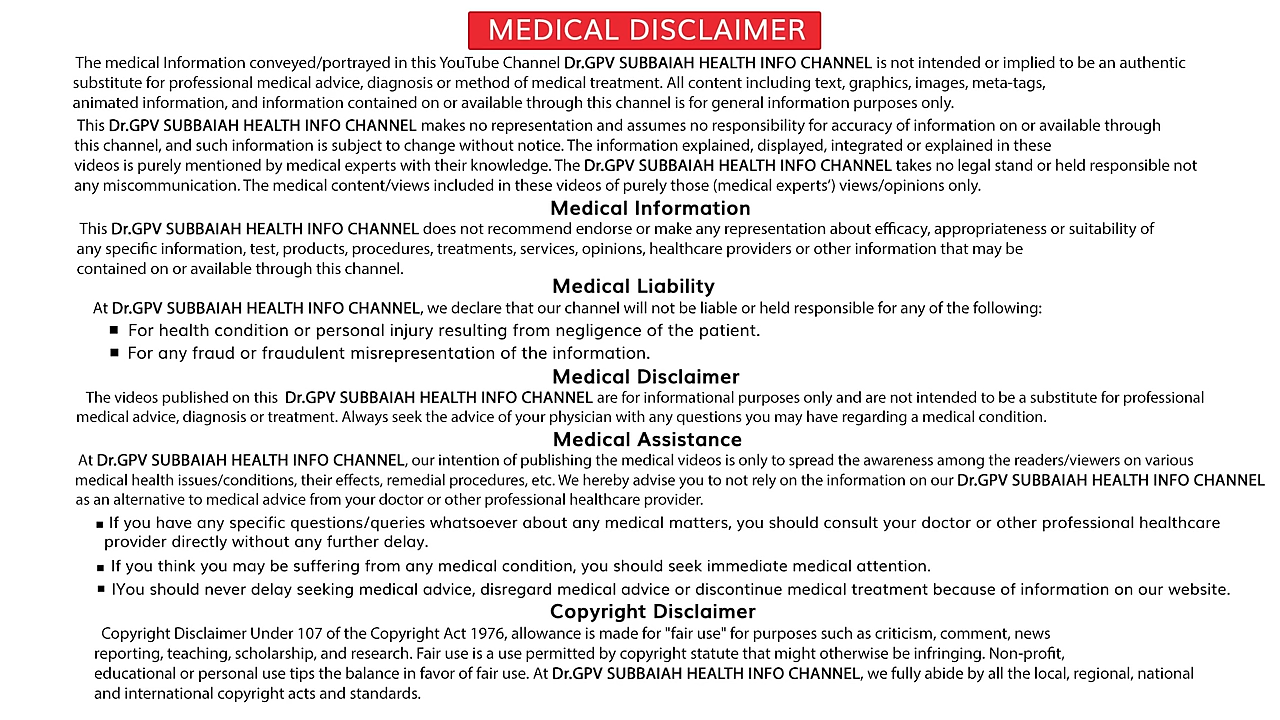 MEDICAL DISCLAIMER
The medical Information conveyed/portrayed in this YouTube Channel Dr.GPV SUBBAIAH HEALTH INFO CHANNEL is not intended or implied to be an authentic
substitute for professional medical advice, diagnosis or method of medical treatment. All content including text, graphics, images, meta-tags,
animated information, and information contained on or available through this channel is for general information purposes only.
This Dr.GPV SUBBAIAH HEALTH INFO CHANNEL makes no representation and assumes no responsibility for accuracy of information on or available through
this channel, and such information is subject to change without notice. The information explained, displayed, integrated or explained in these
videos is purely mentioned by medical experts with their knowledge. The Dr.GPV SUBBAIAH HEALTH INFO CHANNEL takes no legal stand or held responsible not
any miscommunication. The medical content/views included in these videos of purely those (medical experts’) views/opinions only.
Medical Information
This Dr.GPV SUBBAIAH HEALTH INFO CHANNEL does not recommend endorse or make any representation about efficacy, appropriateness or suitability of
any specific information, test, products, procedures, treatments, services, opinions, healthcare providers or other information that may be
contained on or available through this channel.
Medical Liability
At Dr.GPV SUBBAIAH HEALTH INFO CHANNEL, we declare that our channel will not be liable or held responsible for any of the following:
▪ For health condition or personal injury resulting from negligence of the patient.
▪ For any fraud or fraudulent misrepresentation of the information.
Medical Disclaimer
The videos published on this Dr.GPV SUBBAIAH HEALTH INFO CHANNEL are for informational purposes only and are not intended to be a substitute for professional
medical advice, diagnosis or treatment. Always seek the advice of your physician with any questions you may have regarding a medical condition.
Medical Assistance
At Dr.GPV SUBBAIAH HEALTH INFO CHANNEL, our intention of publishing the medical videos is only to spread the awareness among the readers/viewers on various
medical health issues/conditions, their effects, remedial procedures, etc. We hereby advise you to not rely on the information on our Dr.GPV SUBBAIAH HEALTH INFO CHANNEL
as an alternative to medical advice from your doctor or other professional healthcare provider.
▪ If you have any specific questions/queries whatsoever about any medical matters, you should consult your doctor or other professional healthcare
provider directly without any further delay.
▪ If you think you may be suffering from any medical condition, you should seek immediate medical attention.
▪ lYou should never delay seeking medical advice, disregard medical advice or discontinue medical treatment because of information on our website.
Copyright Disclaimer
Copyright Disclaimer Under 107 of the Copyright Act 1976, allowance is made for "fair use" for purposes such as criticism, comment, news
reporting, teaching, scholarship, and research. Fair use is a use permitted by copyright statute that might otherwise be infringing. Non-profit,
educational or personal use tips the balance in favor of fair use. At Dr.GPV SUBBAIAH HEALTH INFO CHANNEL, we fully abide by all the local, regional, national
and international copyright acts and standards.